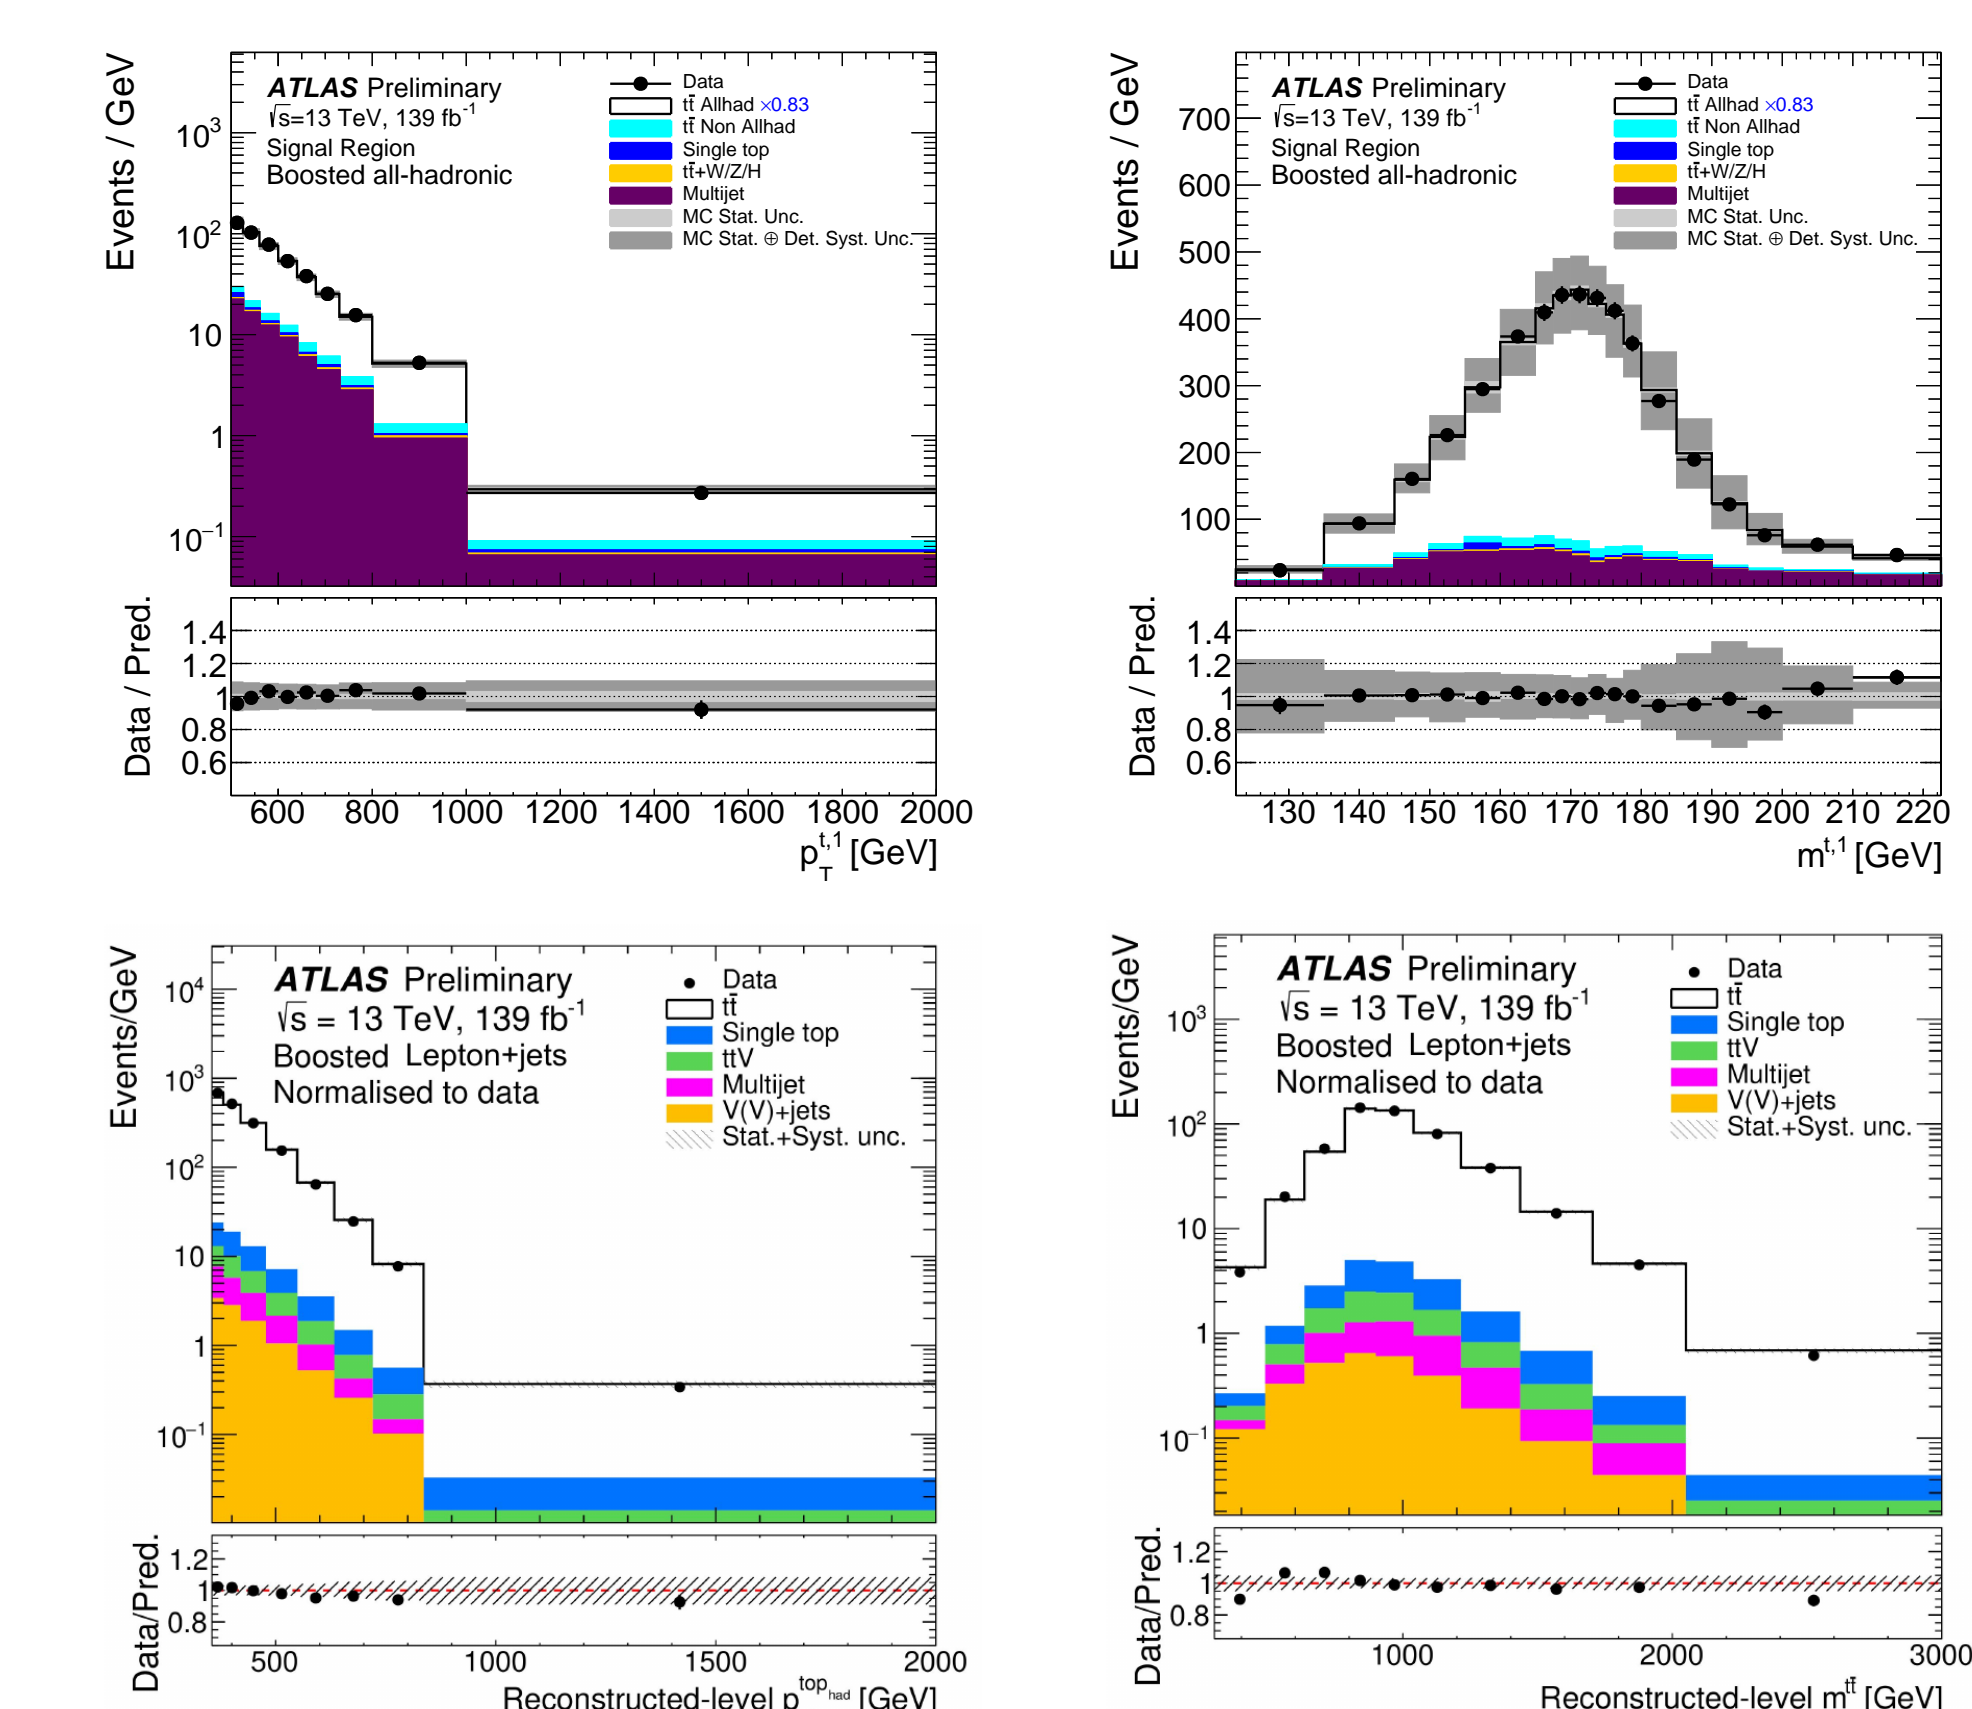 Events / GeV
ATLAS Preliminary
√s=13 TeV, 139 fb⁻¹
Signal Region
Boosted all-hadronic
Data
tt̄ Allhad ×0.83
tt̄ Non Allhad
Single top
tt̄+W/Z/H
Multijet
MC Stat. Unc.
MC Stat. ⊕ Det. Syst. Unc.
10³
10²
10
1
10⁻¹
Data / Pred.
1.4
1.2
1
0.8
0.6
600 800 1000 1200 1400 1600 1800 2000
p_T^{t,1} [GeV]
Events / GeV
ATLAS Preliminary
√s=13 TeV, 139 fb⁻¹
Signal Region
Boosted all-hadronic
Data
tt̄ Allhad ×0.83
tt̄ Non Allhad
Single top
tt̄+W/Z/H
Multijet
MC Stat. Unc.
MC Stat. ⊕ Det. Syst. Unc.
700
600
500
400
300
200
100
Data / Pred.
1.4
1.2
1
0.8
0.6
130 140 150 160 170 180 190 200 210 220
m^{t,1} [GeV]
Events/GeV
ATLAS Preliminary
√s = 13 TeV, 139 fb⁻¹
Boosted Lepton+jets
Normalised to data
Data
tt̄
Single top
ttV
Multijet
V(V)+jets
Stat.+Syst. unc.
10⁴
10³
10²
10
1
10⁻¹
Data/Pred.
1.2
1
0.8
500 1000 1500 2000
Reconstructed-level p^{top_had} [GeV]
Events/GeV
ATLAS Preliminary
√s = 13 TeV, 139 fb⁻¹
Boosted Lepton+jets
Normalised to data
Data
tt̄
Single top
ttV
Multijet
V(V)+jets
Stat.+Syst. unc.
10³
10²
10
1
10⁻¹
Data/Pred.
1.2
1
0.8
1000 2000 3000
Reconstructed-level m^{tt̄} [GeV]